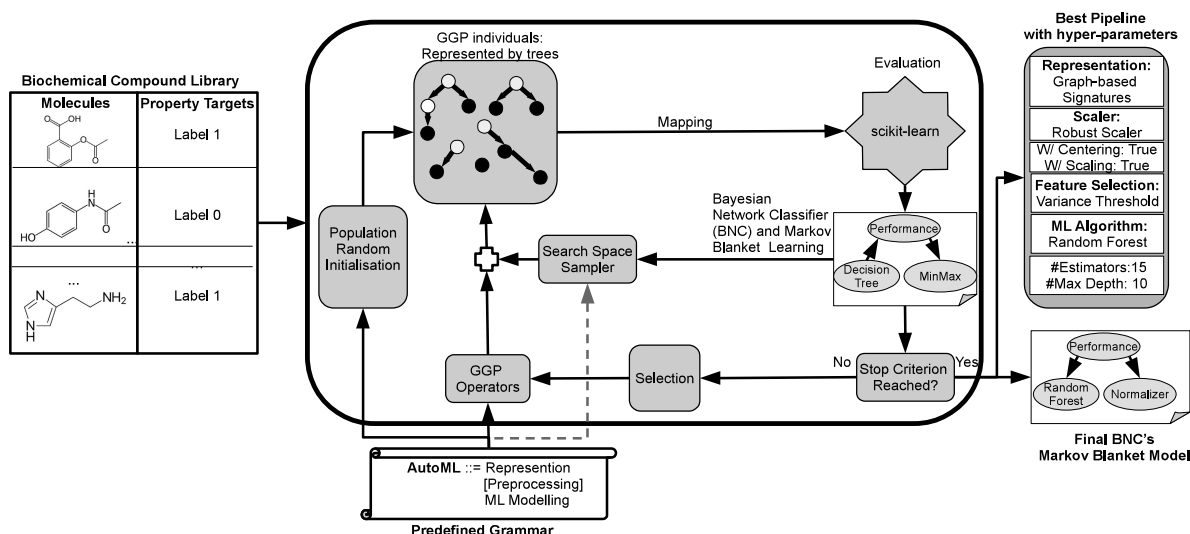 Biochemical Compound Library
Molecules
Property Targets
OH
O
O
O
Label 1
H
N
O
HO
Label 0
...
...
...
N
NH2
N
H
Label 1
GGP individuals:
Represented by trees
Population
Random
Initialisation
Mapping
Evaluation
scikit-learn
Bayesian
Network Classifier
(BNC) and Markov
Blanket Learning
Search Space
Sampler
Performance
Decision
Tree
MinMax
GGP
Operators
Selection
No
Stop Criterion
Reached?
Yes
AutoML ::= Represention
[Preprocessing]
ML Modelling
Predefined Grammar
Best Pipeline
with hyper-parameters
Representation:
Graph-based
Signatures
Scaler:
Robust Scaler
W/ Centering: True
W/ Scaling: True
Feature Selection:
Variance Threshold
ML Algorithm:
Random Forest
#Estimators:15
#Max Depth: 10
Performance
Random
Forest
Normalizer
Final BNC's
Markov Blanket Model